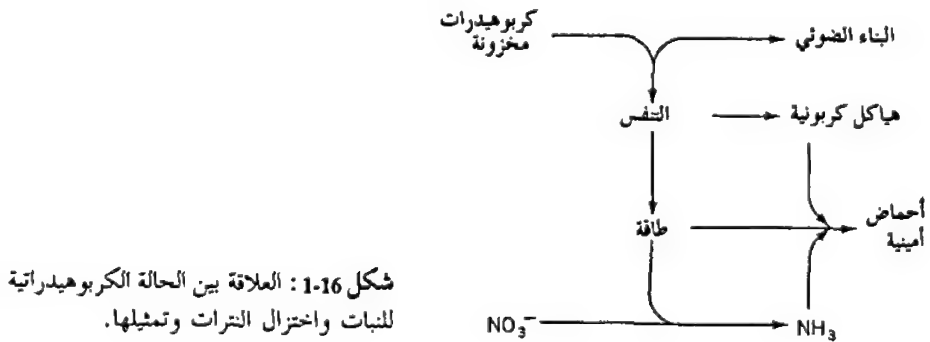 كربوهيدرات
مخزونة
البناء الضوئي
التنفس
هياكل كربونية
طاقة
أحماض
أمينية
NO₃⁻
NH₃
شكل 16-1 : العلاقة بين الحالة الكربوهيدراتية
للنبات واختزال النترات وتمثيلها.